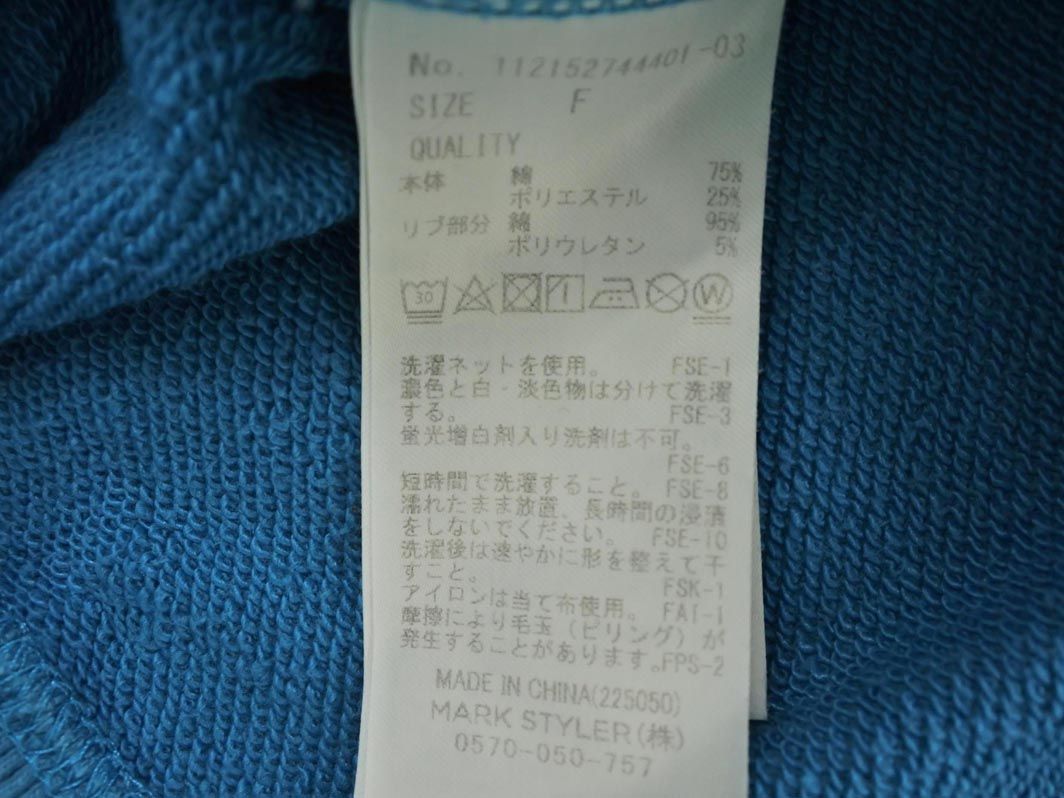 No. 112152744401-03
SIZE F
QUALITY
本体 綿 75%
ポリエステル 25%
リブ部分 綿 95%
ポリウレタン 5%
30 W
洗濯ネットを使用。 FSE-1
濃色と白・淡色物は分けて洗濯
する。 FSE-3
蛍光増白剤入り洗剤は不可。
FSE-6
短時間で洗濯すること。 FSE-8
濡れたまま放置、長時間の浸漬
をしないでください。 FSE-10
洗濯後は速やかに形を整えて干
すこと。 FSK-1
アイロンは当て布使用。 FAI-1
摩擦により毛玉(ピリング)が
発生することがあります。FPS-2
MADE IN CHINA(225050)
MARK STYLER(株)
0570-050-757